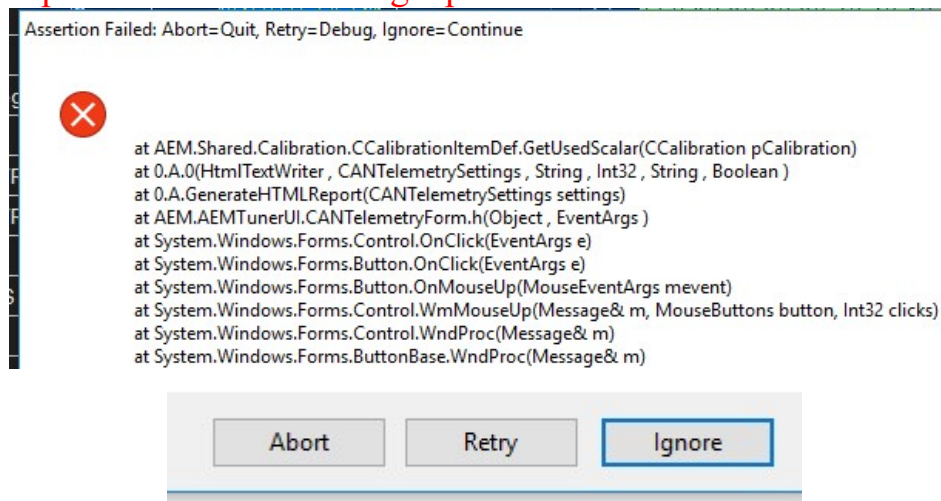 Assertion Failed: Abort=Quit, Retry=Debug, Ignore=Continue
at AEM.Shared.Calibration.CCalibrationItemDef.GetUsedScalar(CCalibration pCalibration)
at 0.A.0(HtmlTextWriter , CANTelemetrySettings , String , Int32 , String , Boolean )
at 0.A.GenerateHTMLReport(CANTelemetrySettings settings)
at AEM.AEMTunerUI.CANTelemetryForm.h(Object , EventArgs )
at System.Windows.Forms.Control.OnClick(EventArgs e)
at System.Windows.Forms.Button.OnClick(EventArgs e)
at System.Windows.Forms.Button.OnMouseUp(MouseEventArgs mevent)
at System.Windows.Forms.Control.WmMouseUp(Message& m, MouseButtons button, Int32 clicks)
at System.Windows.Forms.Control.WndProc(Message& m)
at System.Windows.Forms.ButtonBase.WndProc(Message& m)
Abort Retry Ignore